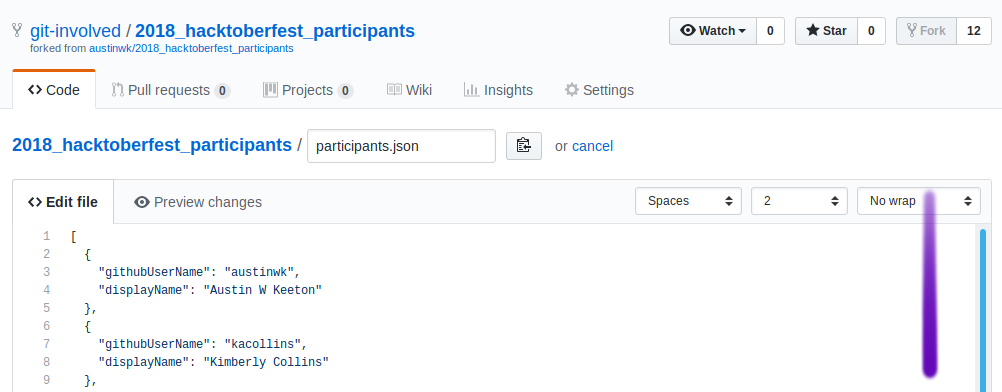 git-involved / 2018_hacktoberfest_participants
Watch 0 Star 0 Fork 12
forked from austinwk/2018_hacktoberfest_participants
Code Pull requests 0 Projects 0 Wiki Insights Settings
2018_hacktoberfest_participants / participants.json or cancel
Edit file Preview changes Spaces 2 No wrap
1 [
2 {
3 "githubUserName": "austinwk",
4 "displayName": "Austin W Keeton"
5 },
6 {
7 "githubUserName": "kacollins",
8 "displayName": "Kimberly Collins"
9 },